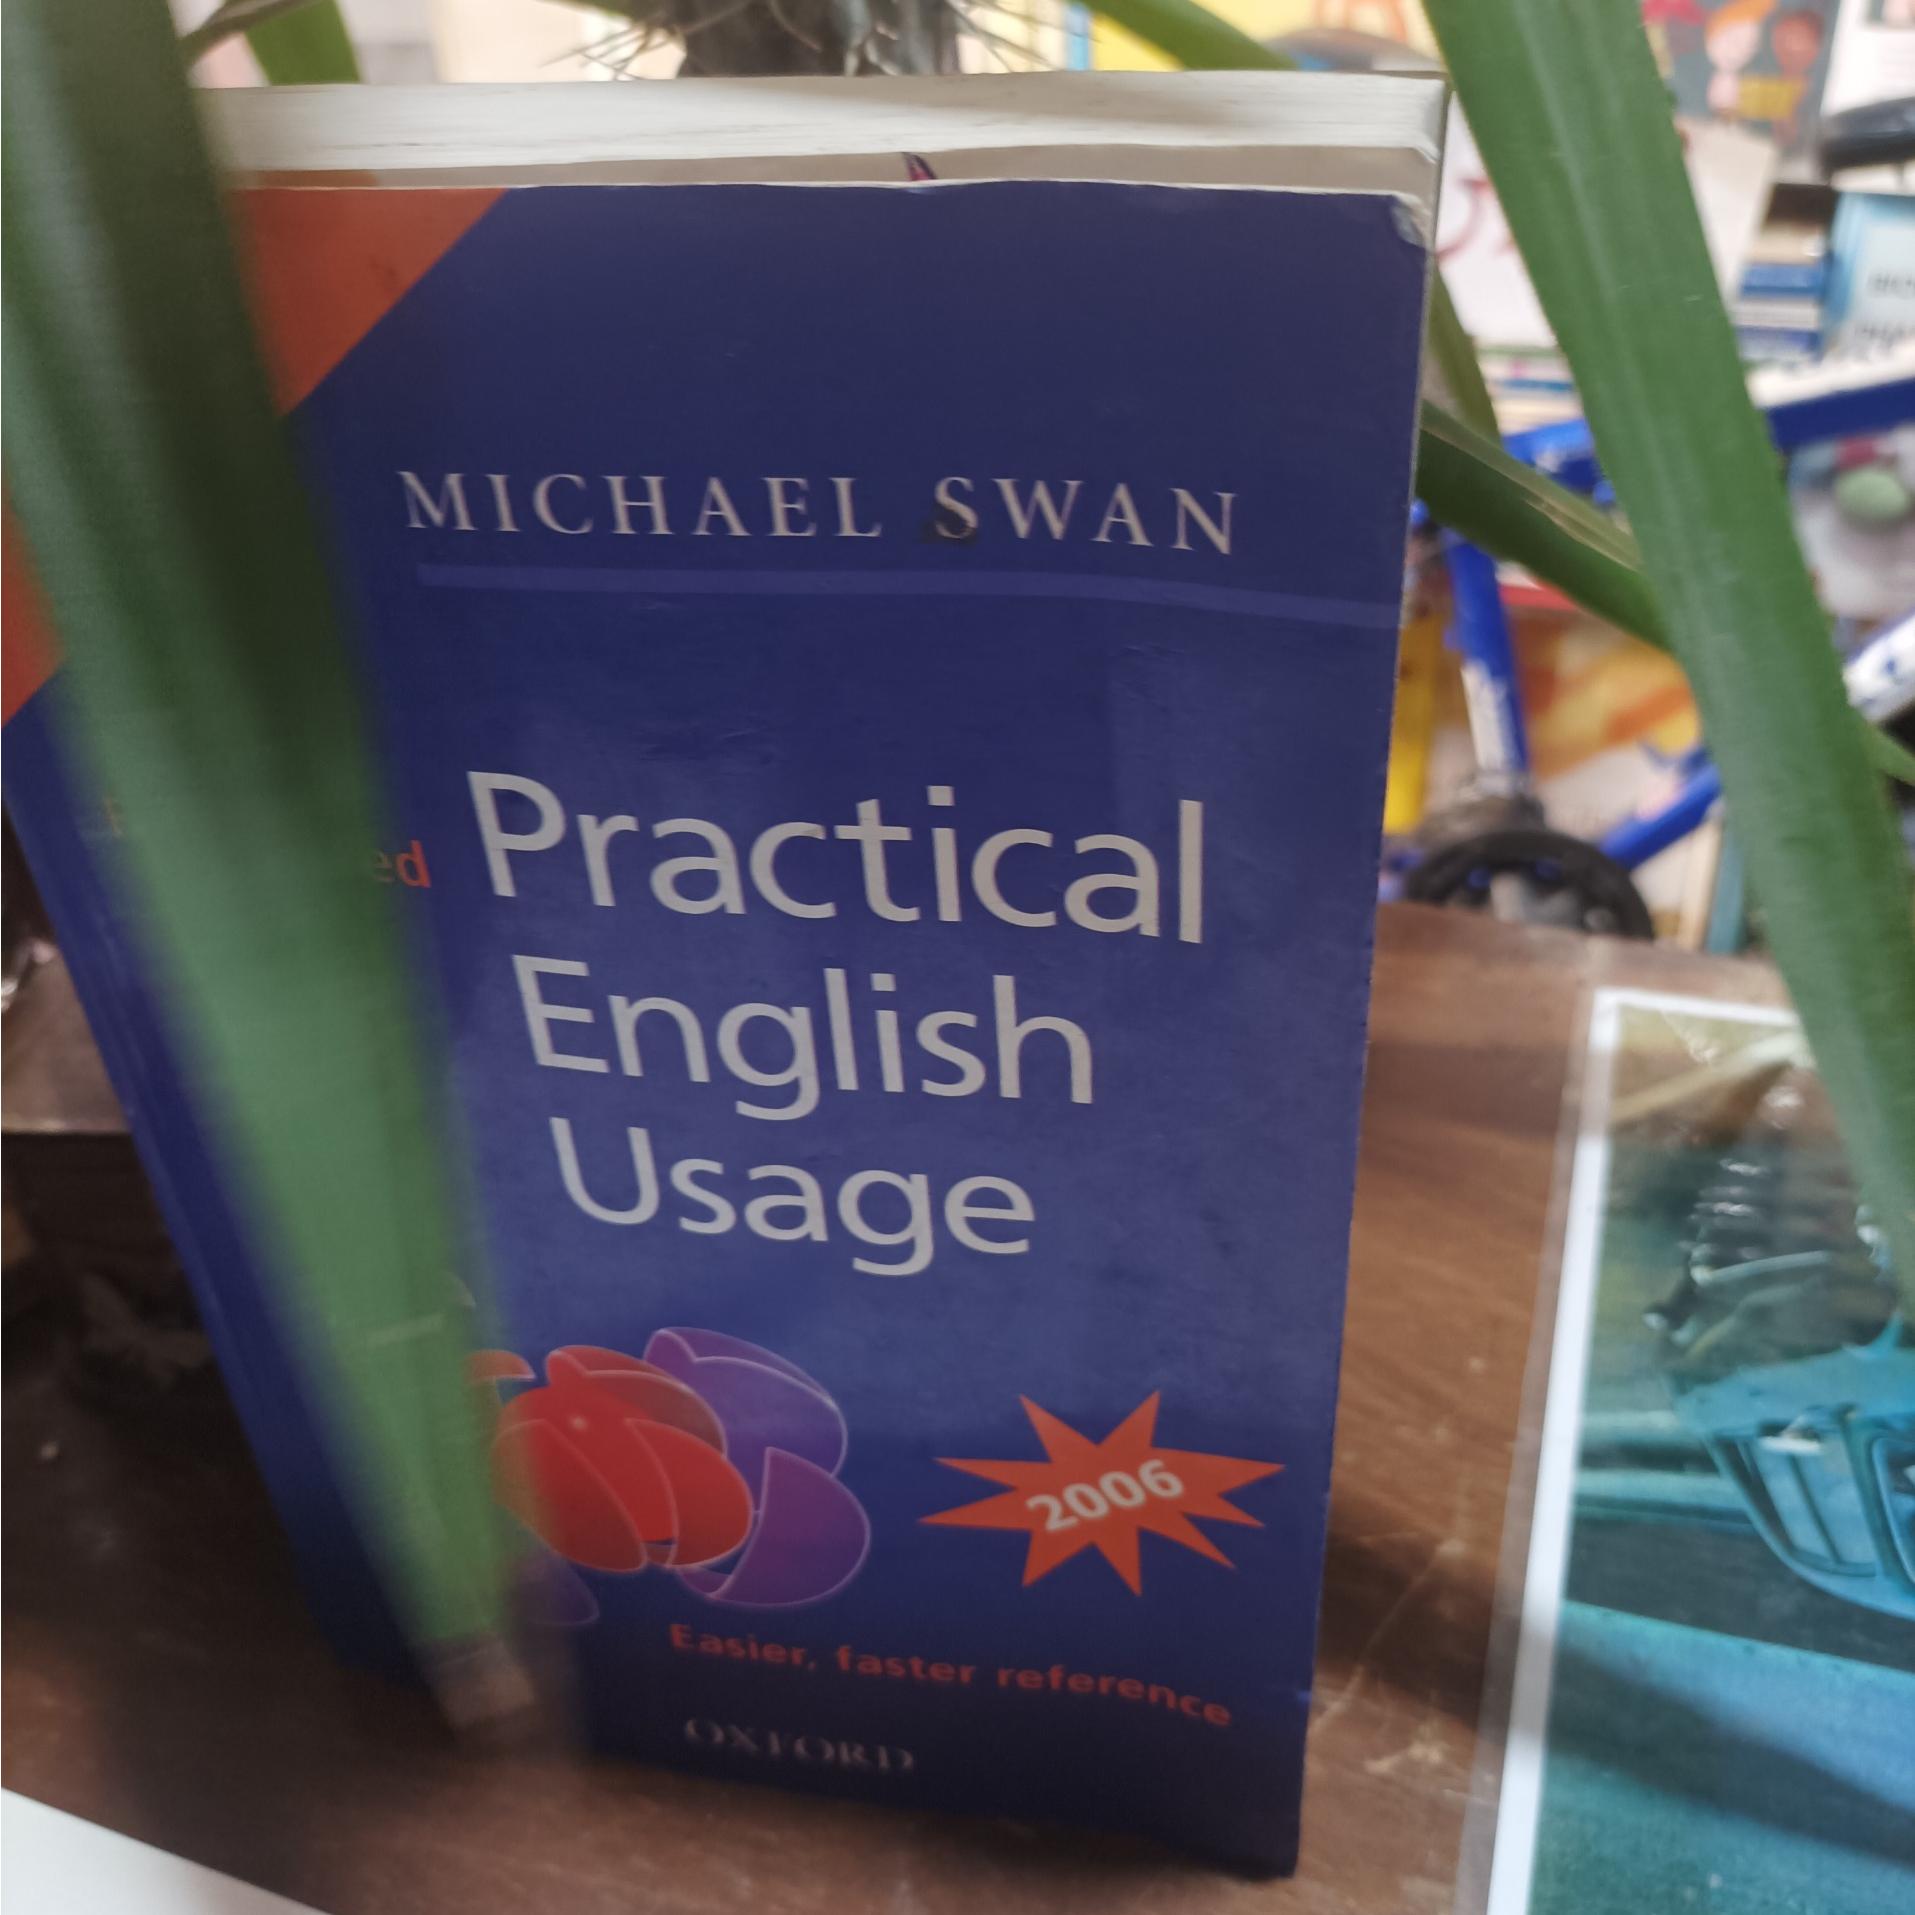 MICHAEL SWAN
Practical
English
Usage
2006
Easier, faster reference
OXFORD